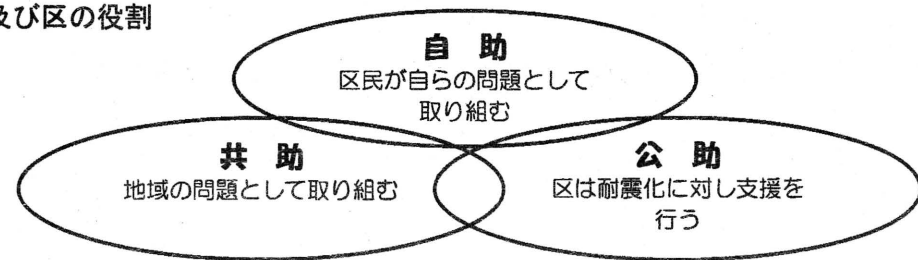 及び区の役割
自 助
区民が自らの問題として
取り組む
共 助
地域の問題として取り組む
公 助
区は耐震化に対し支援を
行う